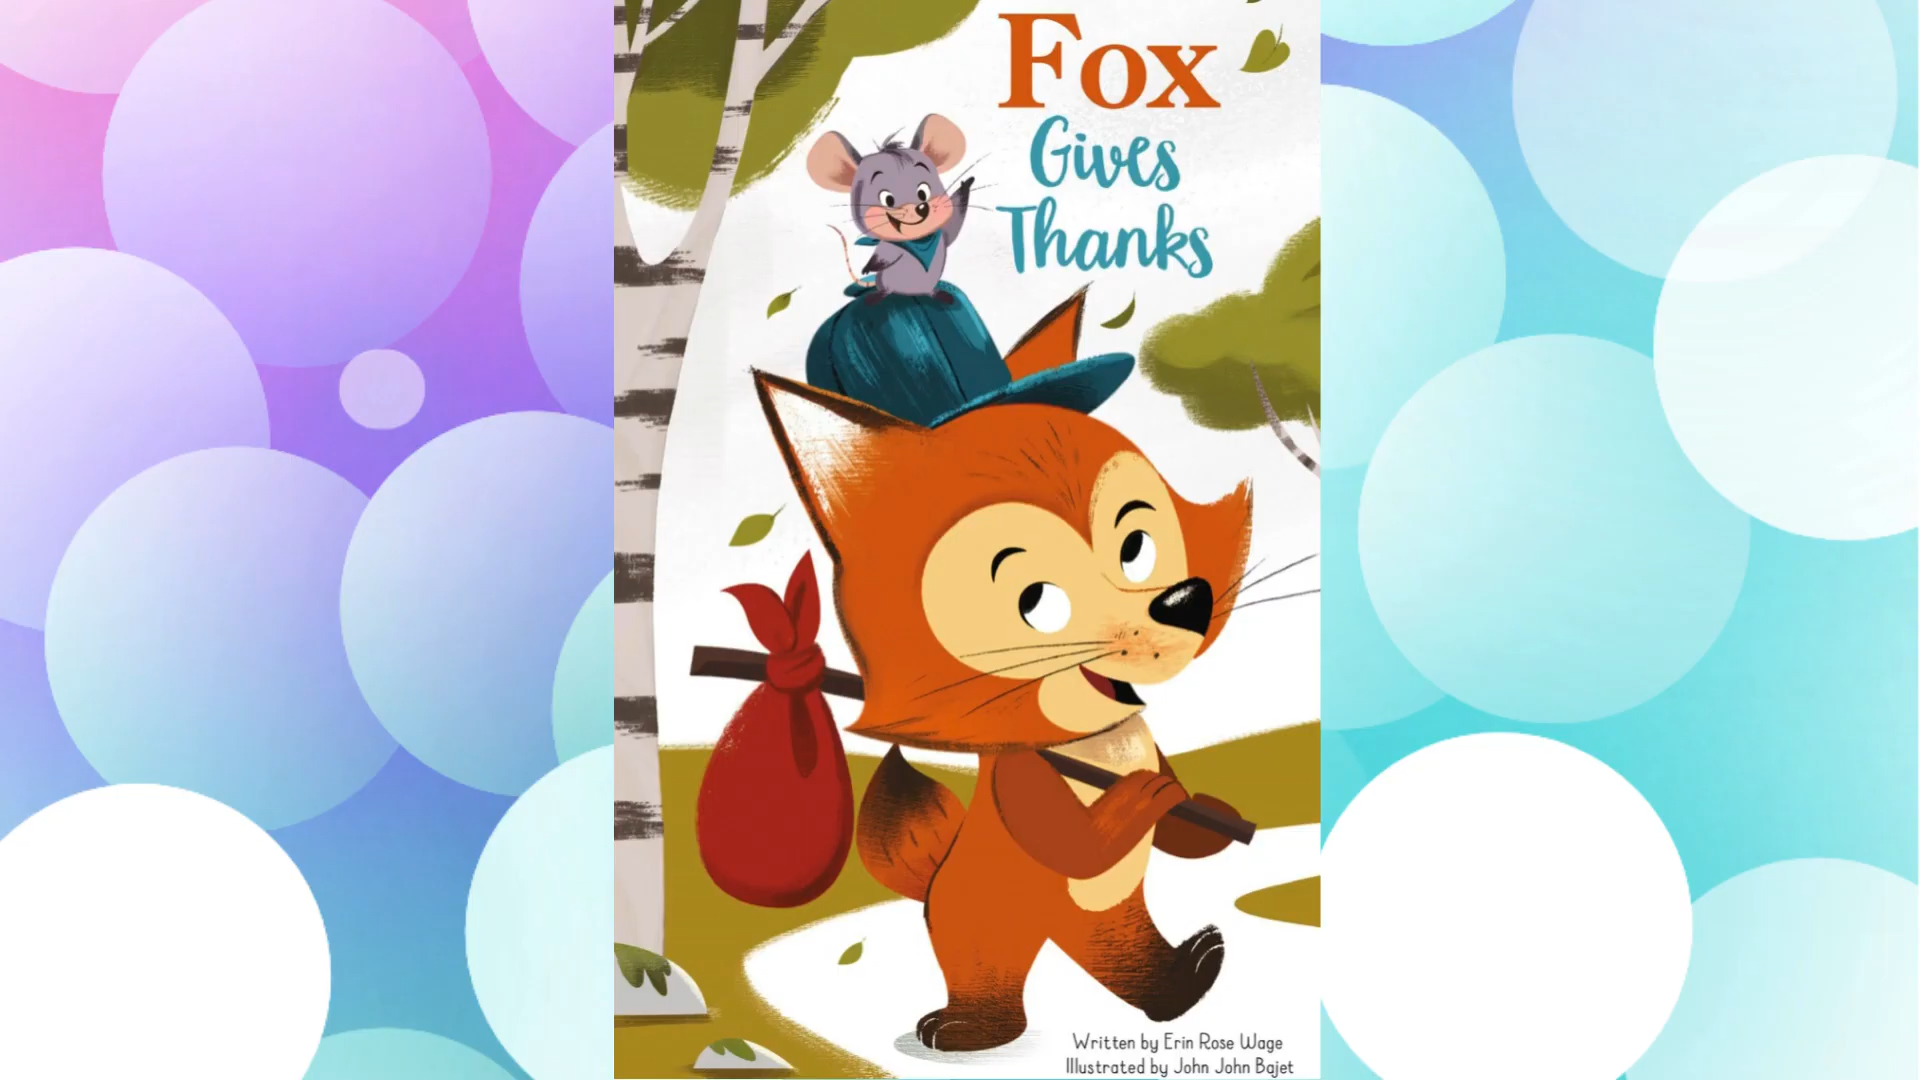 Fox
Gives
Thanks
Written by Erin Rose Wage
Illustrated by John John Bajet